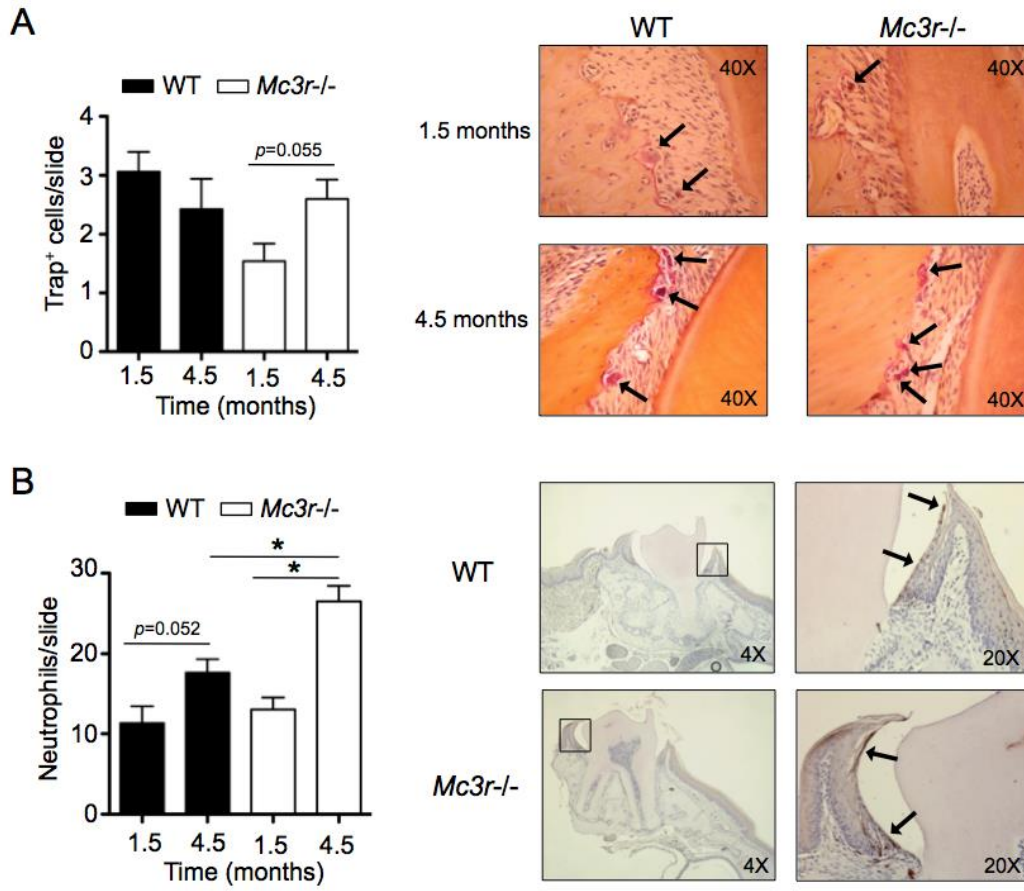 A
WT Mc3r-/-
Trap+ cells/slide
4
3
2
1
0
p=0.055
1.5 4.5 1.5 4.5
Time (months)
WT Mc3r-/-
1.5 months
40X 40X
4.5 months
40X 40X
B
WT Mc3r-/-
Neutrophils/slide
30
20
10
0
*
*
p=0.052
1.5 4.5 1.5 4.5
Time (months)
WT
4X 20X
Mc3r-/-
4X 20X